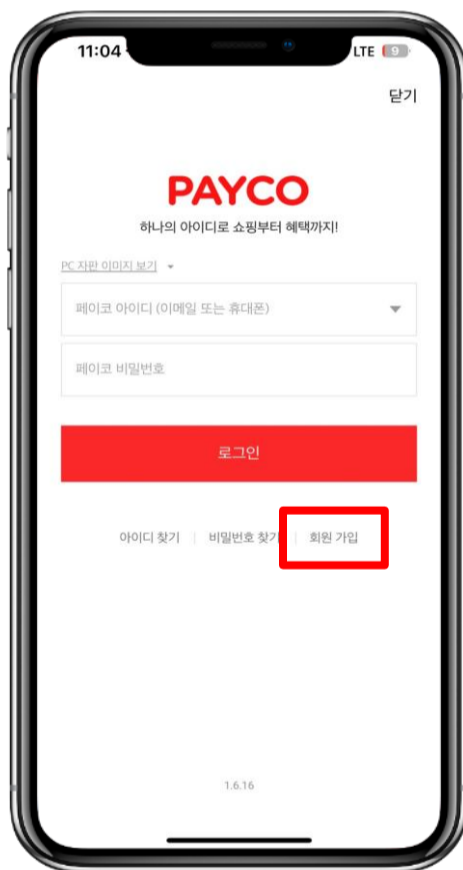 11:04
LTE 9
닫기
PAYCO
하나의 아이디로 쇼핑부터 혜택까지!
PC 자판 이미지 보기
페이코 아이디 (이메일 또는 휴대폰)
페이코 비밀번호
로그인
아이디 찾기 | 비밀번호 찾기 | 회원 가입
1.6.16